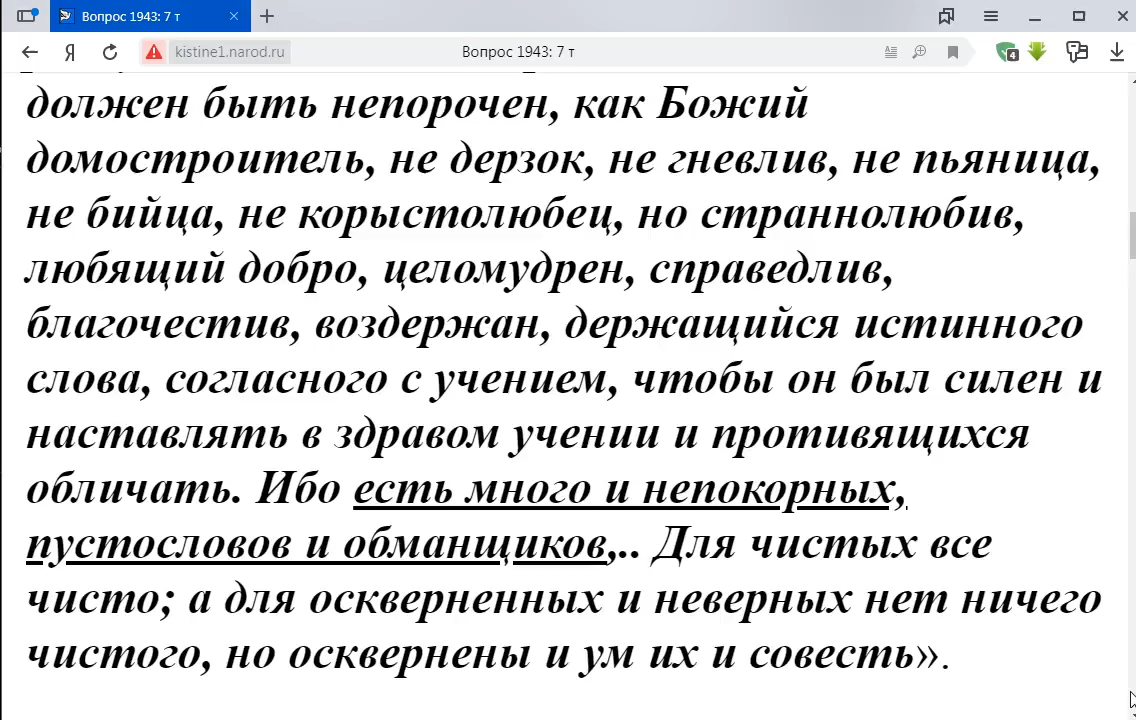 Вопрос 1943: 7 т
kistine1.narod.ru
Вопрос 1943: 7 т
4
должен быть непорочен, как Божий
домостроитель, не дерзок, не гневлив, не пьяница,
не бийца, не корыстолюбец, но страннолюбив,
любящий добро, целомудрен, справедлив,
благочестив, воздержан, держащийся истинного
слова, согласного с учением, чтобы он был силен и
наставлять в здравом учении и противящихся
обличать. Ибо есть много и непокорных,
пустословов и обманщиков,.. Для чистых все
чисто; а для оскверненных и неверных нет ничего
чистого, но осквернены и ум их и совесть».